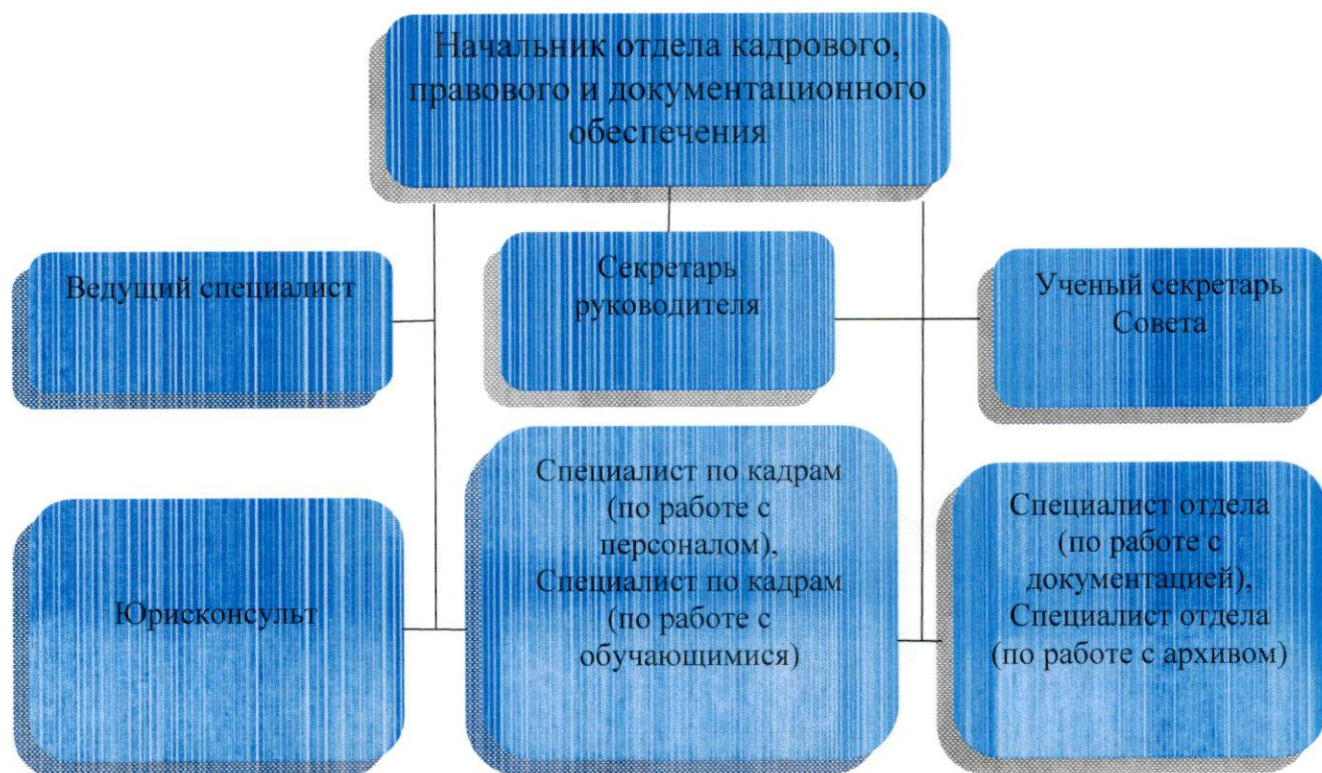 Начальник отдела кадрового,
правового и документационного
обеспечения
Ведущий специалист
Секретарь
руководителя
Ученый секретарь
Совета
Юрисконсульт
Специалист по кадрам
(по работе с
персоналом),
Специалист по кадрам
(по работе с
обучающимися)
Специалист отдела
(по работе с
документацией),
Специалист отдела
(по работе с архивом)